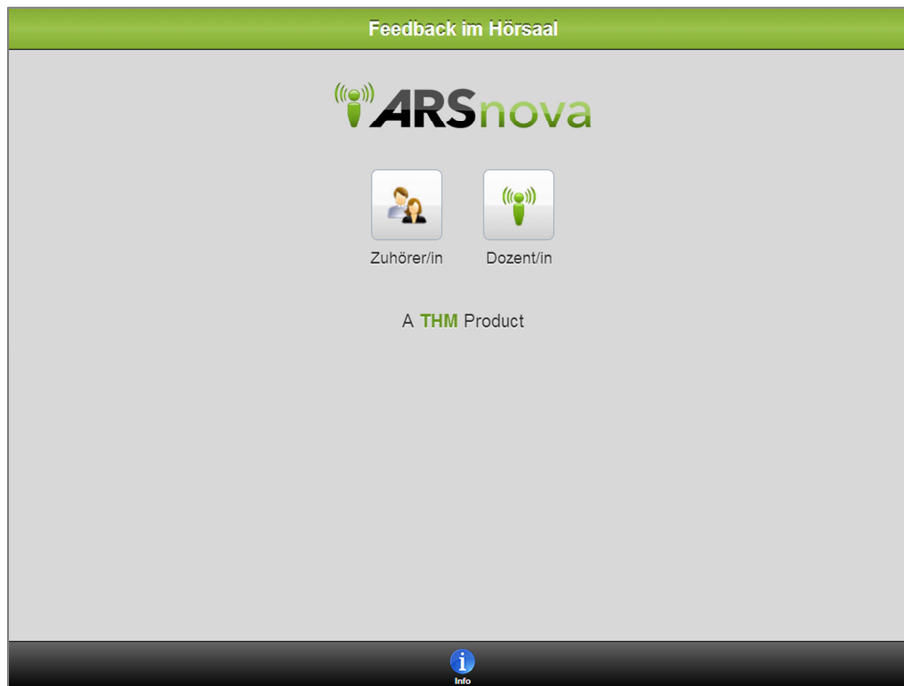 Feedback im Hörsaal
ARSnova
Zuhörer/in Dozent/in
A THM Product
i
Info